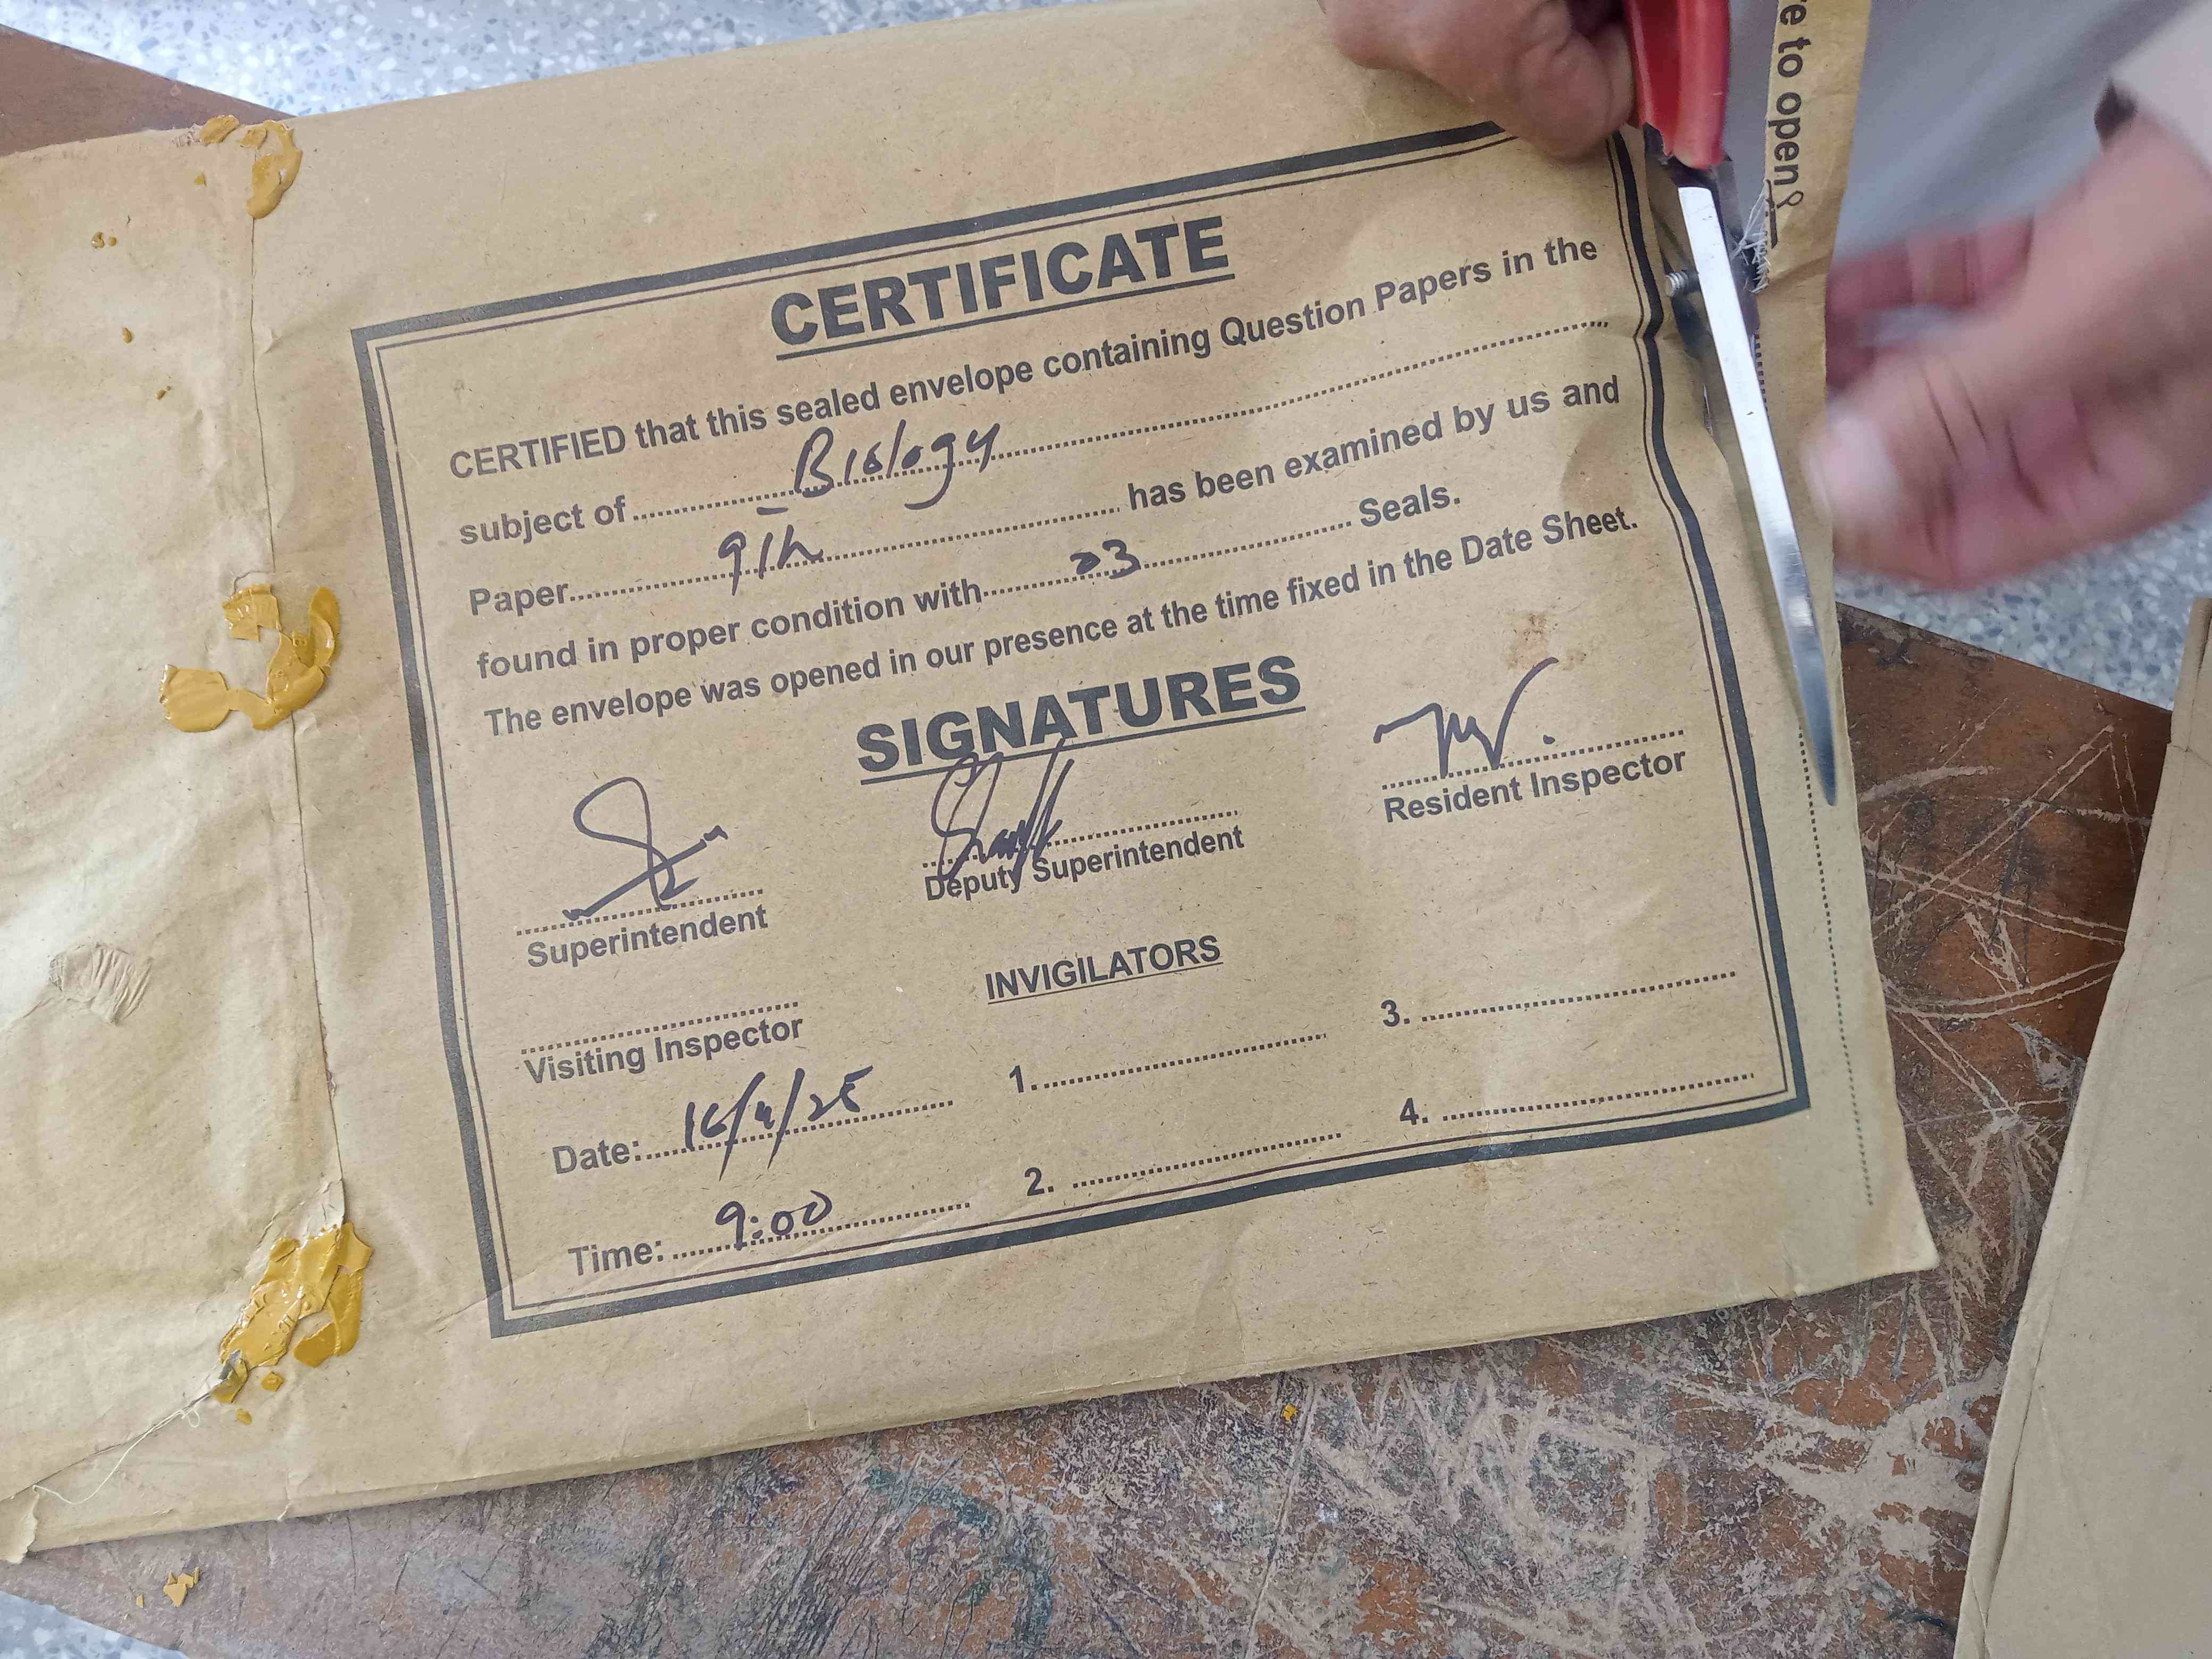 re to open
CERTIFICATE
CERTIFIED that this sealed envelope containing Question Papers in the
subject of Biology
Paper 9th has been examined by us and
found in proper condition with 03 Seals.
The envelope was opened in our presence at the time fixed in the Date Sheet.
SIGNATURES
Superintendent Deputy Superintendent Resident Inspector
INVIGILATORS
Visiting Inspector 1. 3.
Date: 16/4/25 2. 4.
Time: 9:00